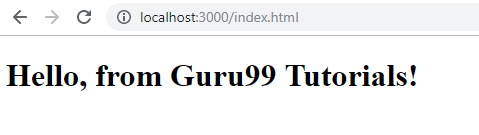 localhost:3000/index.html
Hello, from Guru99 Tutorials!